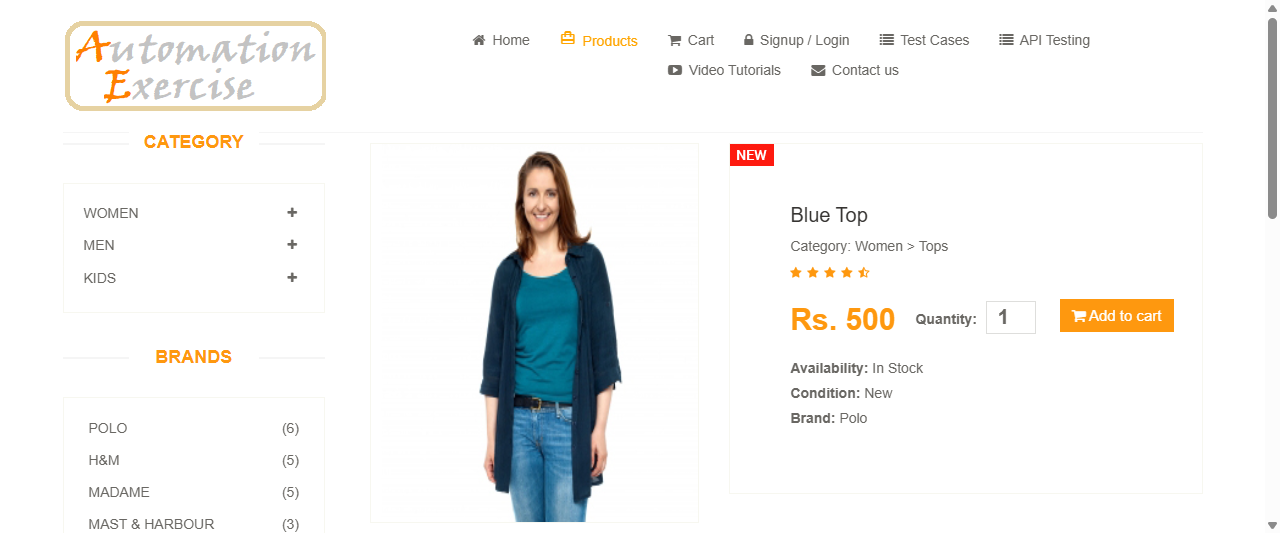 Automation
Exercise
Home
Products
Cart
Signup / Login
Test Cases
API Testing
Video Tutorials
Contact us
CATEGORY
WOMEN
MEN
KIDS
BRANDS
POLO (6)
H&M (5)
MADAME (5)
MAST & HARBOUR (3)
NEW
Blue Top
Category: Women > Tops
Rs. 500 Quantity: 1 Add to cart
Availability: In Stock
Condition: New
Brand: Polo